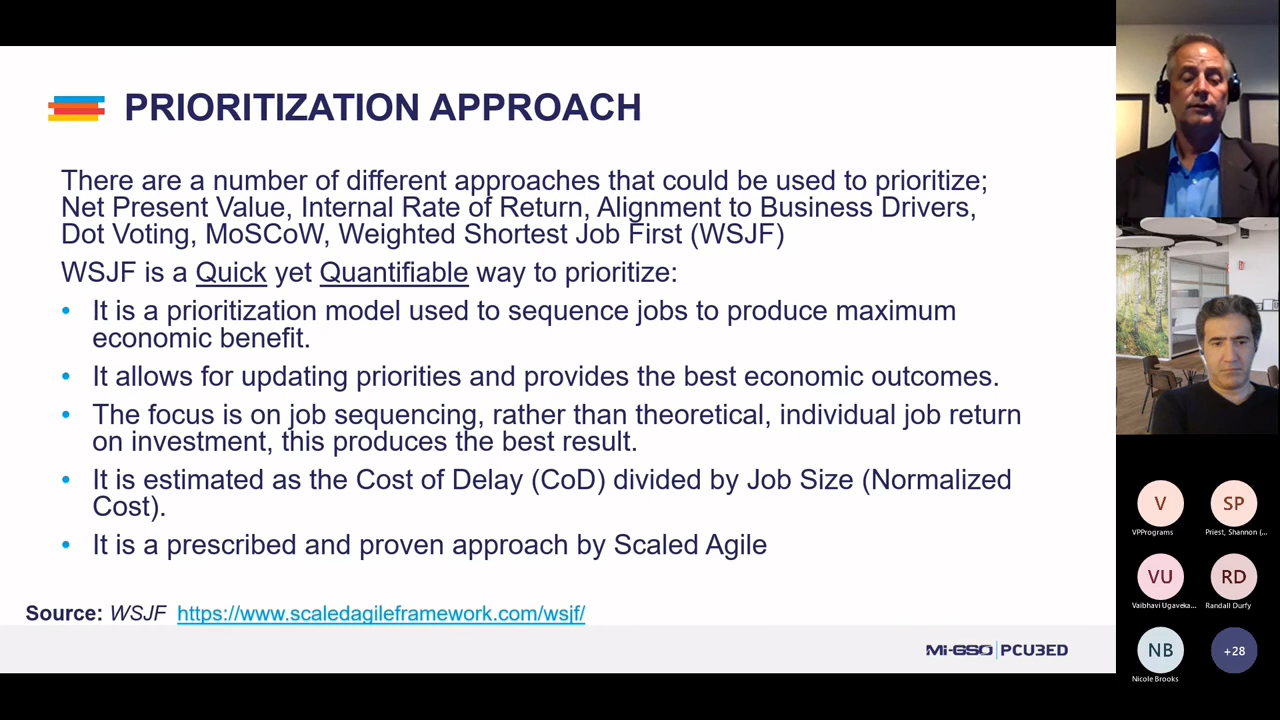 PRIORITIZATION APPROACH
There are a number of different approaches that could be used to prioritize;
Net Present Value, Internal Rate of Return, Alignment to Business Drivers,
Dot Voting, MoSCoW, Weighted Shortest Job First (WSJF)
WSJF is a Quick yet Quantifiable way to prioritize:
• It is a prioritization model used to sequence jobs to produce maximum
economic benefit.
• It allows for updating priorities and provides the best economic outcomes.
• The focus is on job sequencing, rather than theoretical, individual job return
on investment, this produces the best result.
• It is estimated as the Cost of Delay (CoD) divided by Job Size (Normalized
Cost).
• It is a prescribed and proven approach by Scaled Agile
Source: WSJF https://www.scaledagileframework.com/wsjf/
Mi-GSO|PCU3ED
V
VPPrograms
SP
Priest, Shannon (...
VU
Vaibhavi Ugaveka...
RD
Randall Durfy
NB
Nicole Brooks
+28